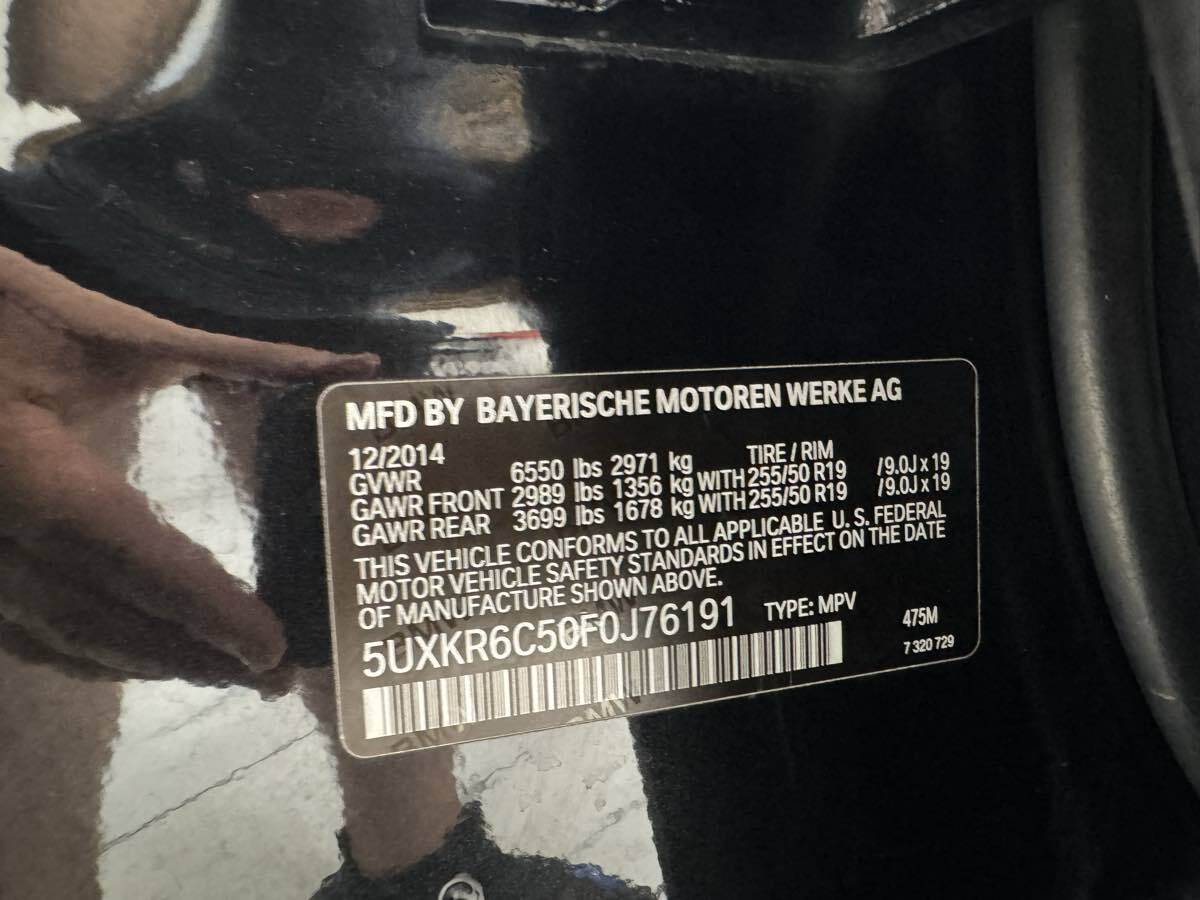 MFD BY BAYERISCHE MOTOREN WERKE AG
12/2014 TIRE / RIM
GVWR 6550 lbs 2971 kg
GAWR FRONT 2989 lbs 1356 kg WITH 255/50 R19 /9.0J x 19
GAWR REAR 3699 lbs 1678 kg WITH 255/50 R19 /9.0J x 19
THIS VEHICLE CONFORMS TO ALL APPLICABLE U.S. FEDERAL
MOTOR VEHICLE SAFETY STANDARDS IN EFFECT ON THE DATE
OF MANUFACTURE SHOWN ABOVE.
5UXKR6C50F0J76191 TYPE: MPV 475M
7 320 729